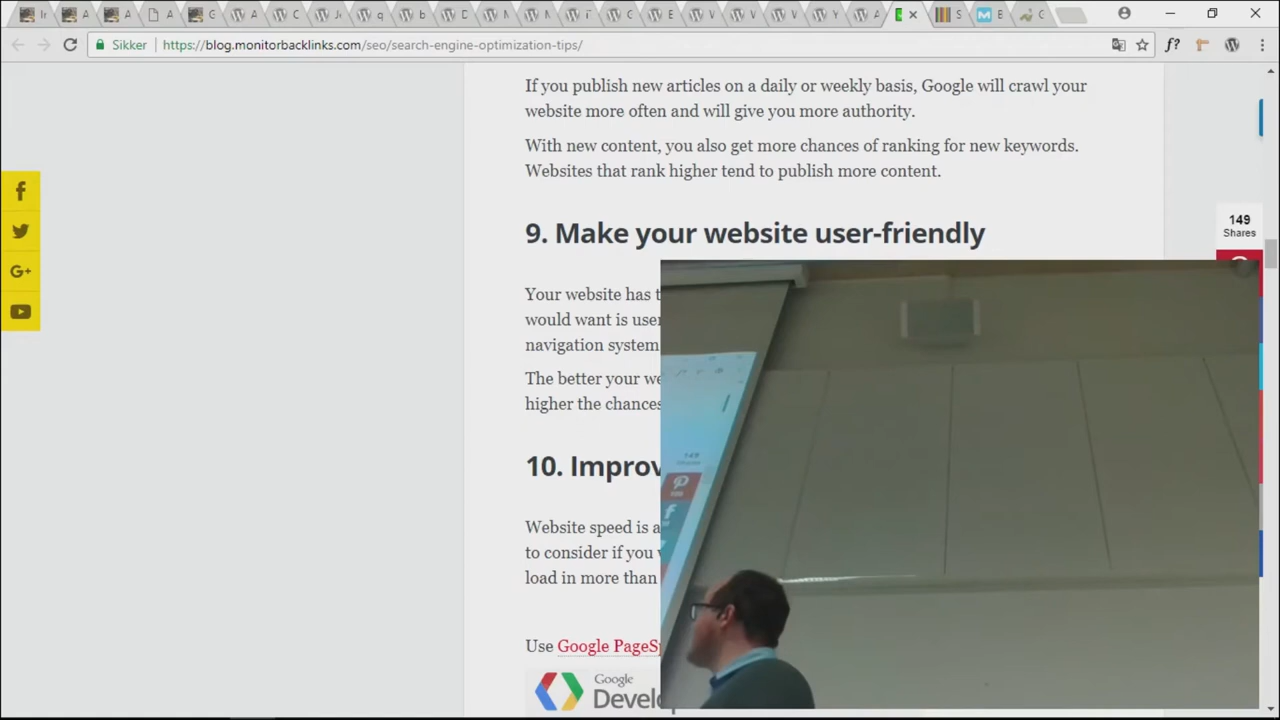 Sikker
https://blog.monitorbacklinks.com/seo/search-engine-optimization-tips/
If you publish new articles on a daily or weekly basis, Google will crawl your
website more often and will give you more authority.
With new content, you also get more chances of ranking for new keywords.
Websites that rank higher tend to publish more content.
149
Shares
9. Make your website user-friendly
Your website has
would want is user
navigation system
The better your
higher the chances
10.
Website speed is a
to consider if you
load in more than
Use Google
Google